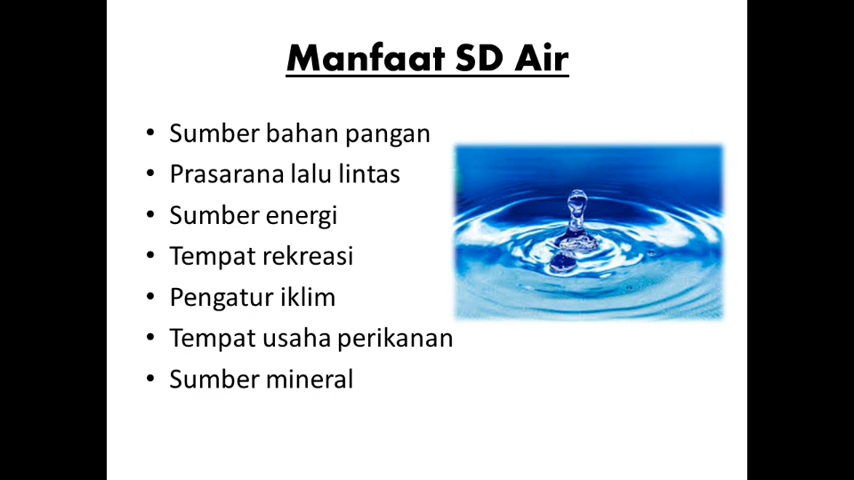 Manfaat SD Air
• Sumber bahan pangan
• Prasarana lalu lintas
• Sumber energi
• Tempat rekreasi
• Pengatur iklim
• Tempat usaha perikanan
• Sumber mineral